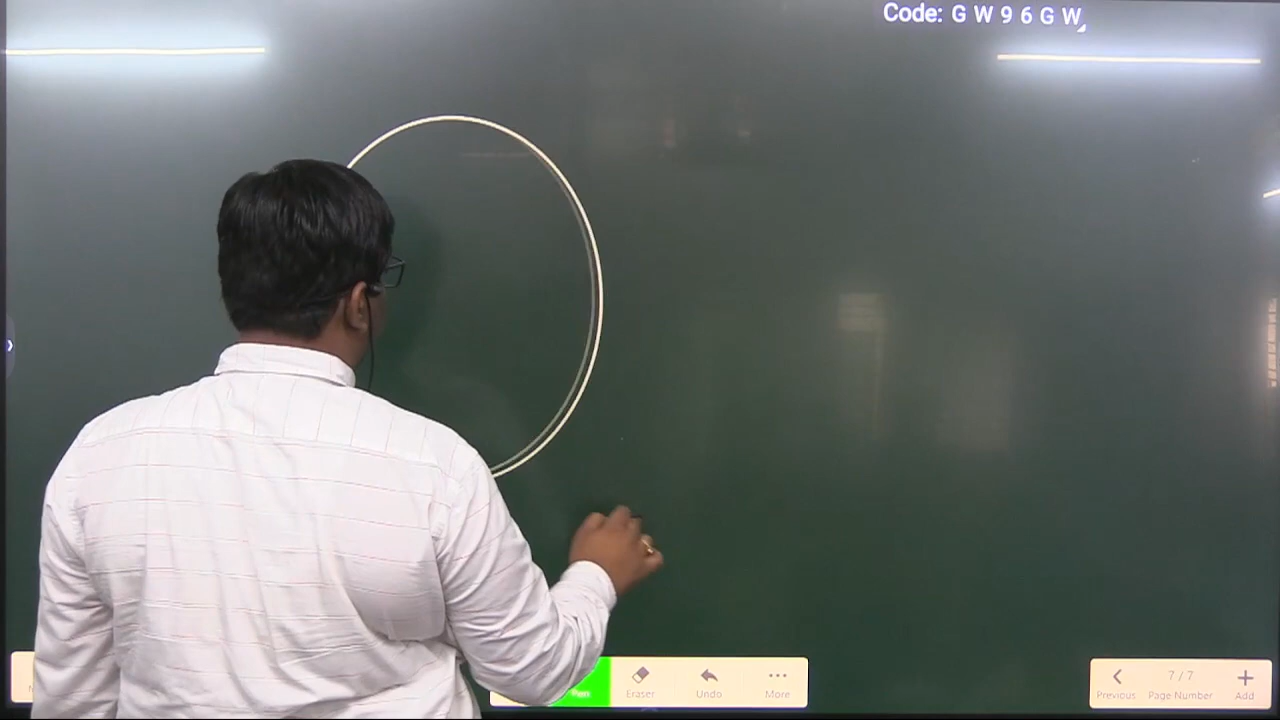 Code: G W 9 6 G W
Pen
Eraser
Undo
More
Previous
7 / 7
Page Number
Add